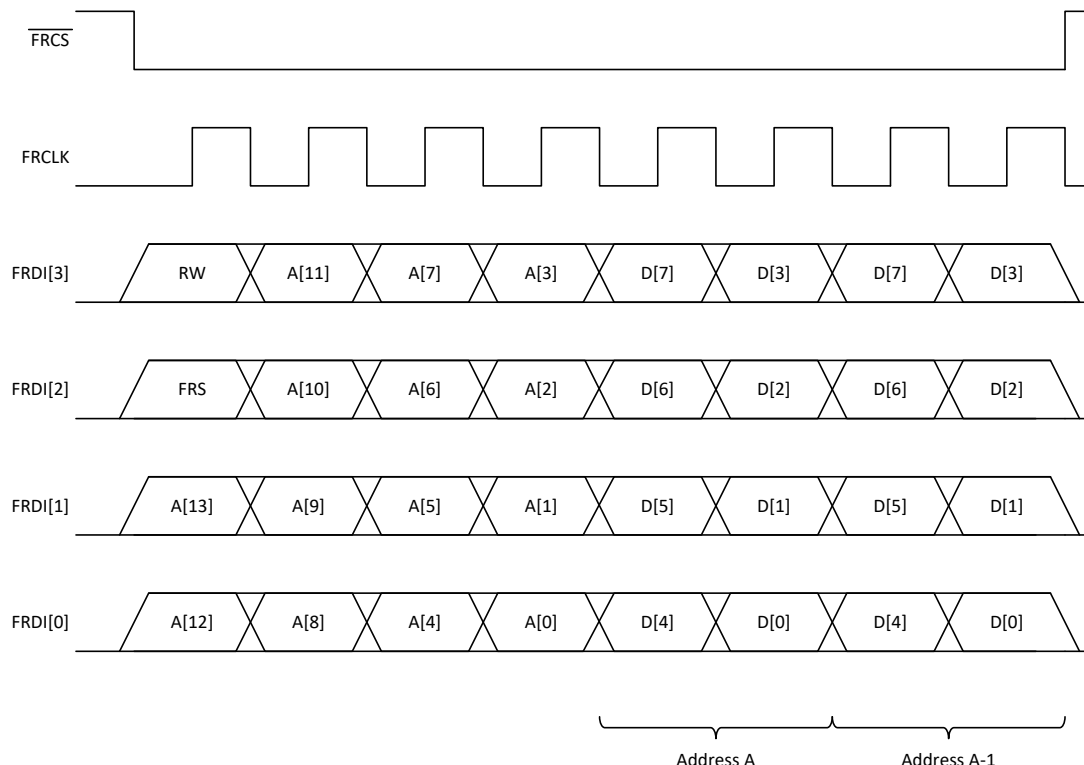 FRCS
FRCLK
FRDI[3] RW A[11] A[7] A[3] D[7] D[3] D[7] D[3]
FRDI[2] FRS A[10] A[6] A[2] D[6] D[2] D[6] D[2]
FRDI[1] A[13] A[9] A[5] A[1] D[5] D[1] D[5] D[1]
FRDI[0] A[12] A[8] A[4] A[0] D[4] D[0] D[4] D[0]
Address A Address A-1